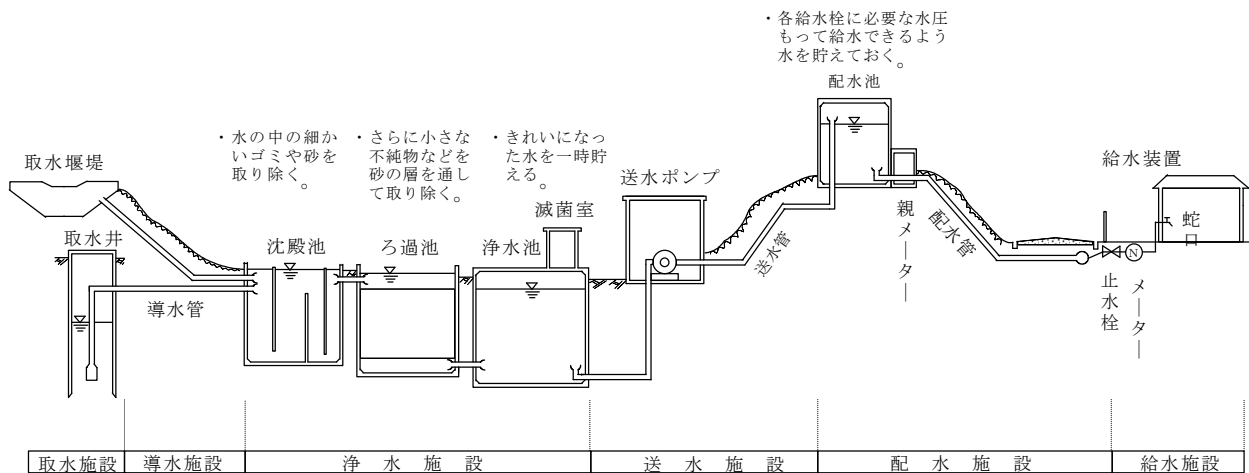 ・各給水栓に必要な水圧
もって給水できるよう
水を貯えておく。
配水池
・水の中の細か
いゴミや砂を
取り除く。
・さらに小さな
不純物などを
砂の層を通し
て取り除く。
・きれいになっ
た水を一時貯
える。
取水堰堤
送水ポンプ
給水装置
滅菌室
取水井
沈殿池
ろ過池
浄水池
導水管
送水管
親メーター
配水管
蛇口
N
止水栓
メーター
取水施設
導水施設
浄水施設
送水施設
配水施設
給水施設